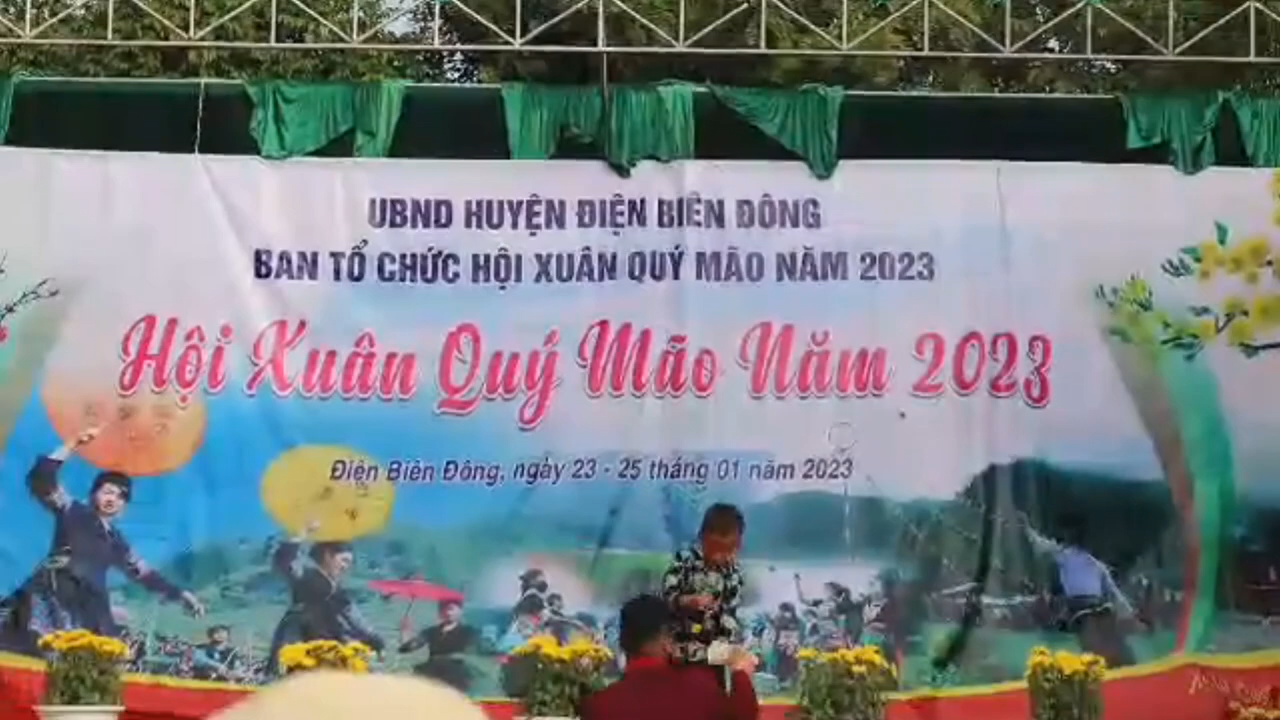 UBND HUYỆN ĐIỆN BIÊN ĐÔNG
BAN TỔ CHỨC HỘI XUÂN QUÝ MÃO NĂM 2023
Hội Xuân Quý Mão Năm 2023
Điện Biên Đông, ngày 23 - 25 tháng 01 năm 2023